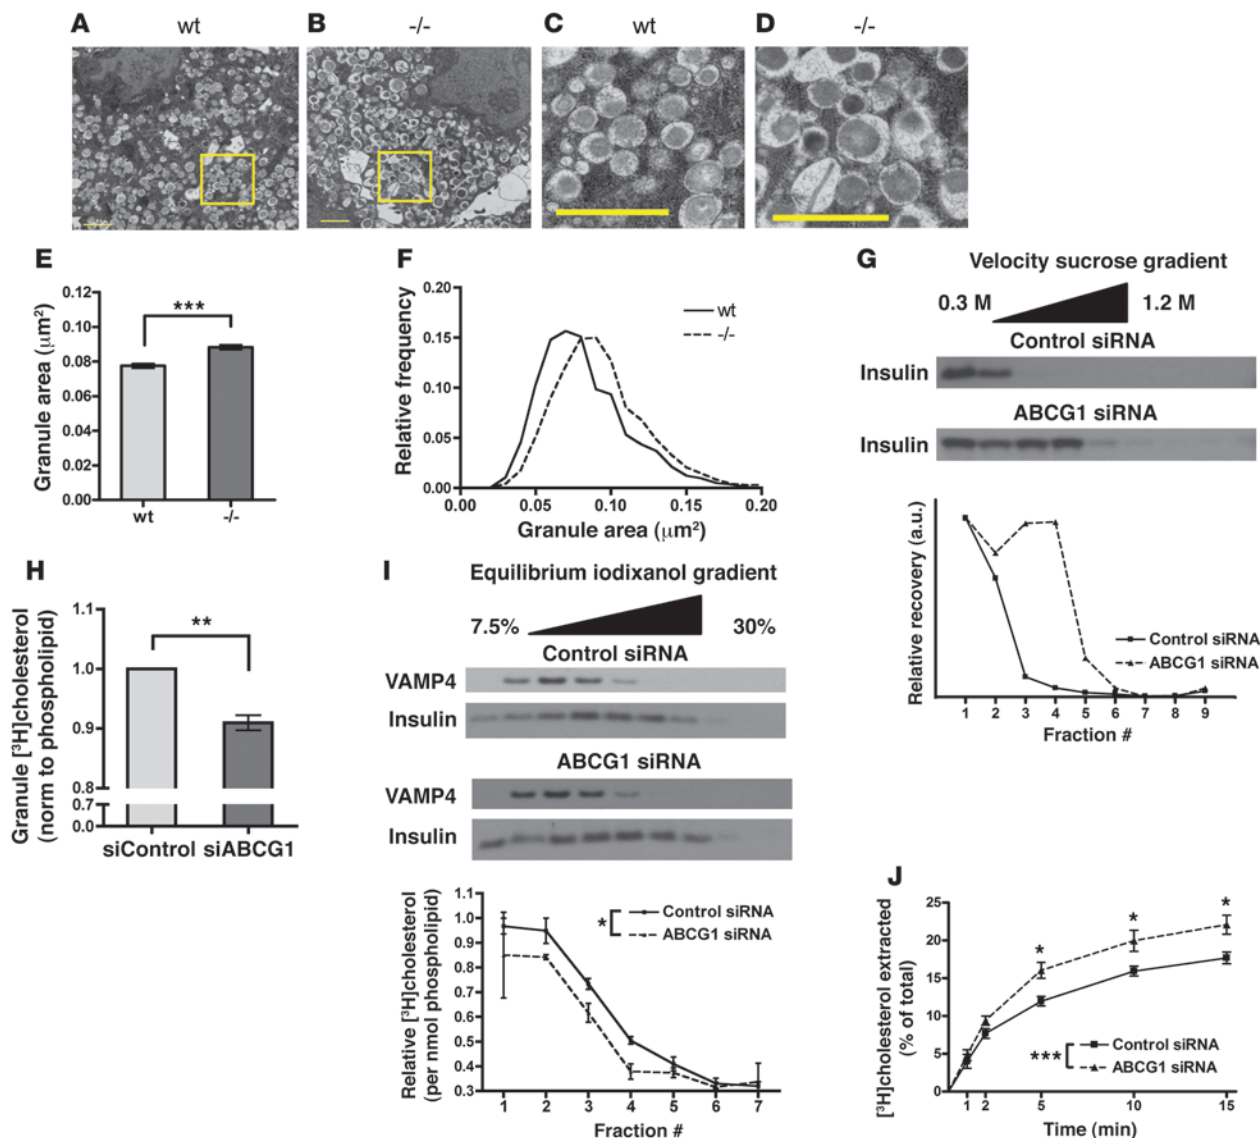 A wt
B -/-
C wt
D -/-
E
Granule area (μm²)
0.12
0.10
0.08
0.06
0.04
0.02
0.00
***
wt -/-
F
Relative frequency
0.20
0.15
0.10
0.05
0.00
wt
-/-
0.00 0.05 0.10 0.15 0.20
Granule area (μm²)
G
Velocity sucrose gradient
0.3 M 1.2 M
Control siRNA
Insulin
ABCG1 siRNA
Insulin
Relative recovery (a.u.)
Control siRNA
ABCG1 siRNA
1 2 3 4 5 6 7 8 9
Fraction #
H
Granule [³H]cholesterol
(norm to phospholipid)
1.1
1.0
0.9
0.8
0.7
0.0
**
siControl siABCG1
I
Equilibrium iodixanol gradient
7.5% 30%
Control siRNA
VAMP4
Insulin
ABCG1 siRNA
VAMP4
Insulin
Relative [³H]cholesterol
(per nmol phospholipid)
1.1
1.0
0.9
0.8
0.7
0.6
0.5
0.4
0.3
* Control siRNA
ABCG1 siRNA
1 2 3 4 5 6 7
Fraction #
J
[³H]cholesterol extracted
(% of total)
25
20
15
10
5
0
* * *
*** Control siRNA
ABCG1 siRNA
1 2 5 10 15
Time (min)